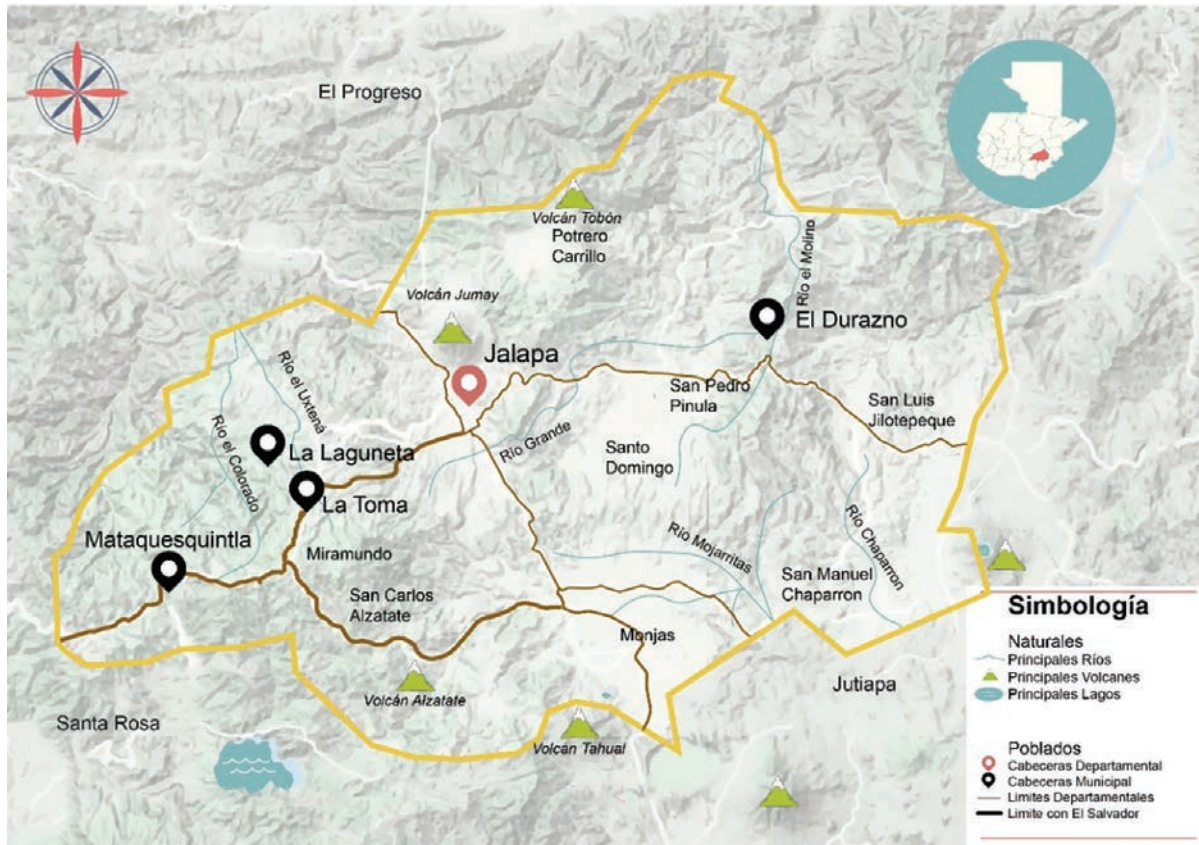 El Progreso
Volcán Tobón
Potrero
Carrillo
Río el Molino
Volcán Jumay
El Durazno
Jalapa
Río el Uxtena
San Pedro
Pinula
San Luis
Jilotepeque
Río Grande
Río el Colorado
La Laguneta
Santo
Domingo
La Toma
Mataquesquintla
Miramundo
Río Mojarritas
Río Chaparron
San Manuel
Chaparron
San Carlos
Alzatate
Monjas
Volcán Alzatate
Jutiapa
Santa Rosa
Volcán Tahual
Simbología
Naturales
Principales Ríos
Principales Volcanes
Principales Lagos
Poblados
Cabeceras Departamental
Cabeceras Municipal
Limites Departamentales
Limite con El Salvador